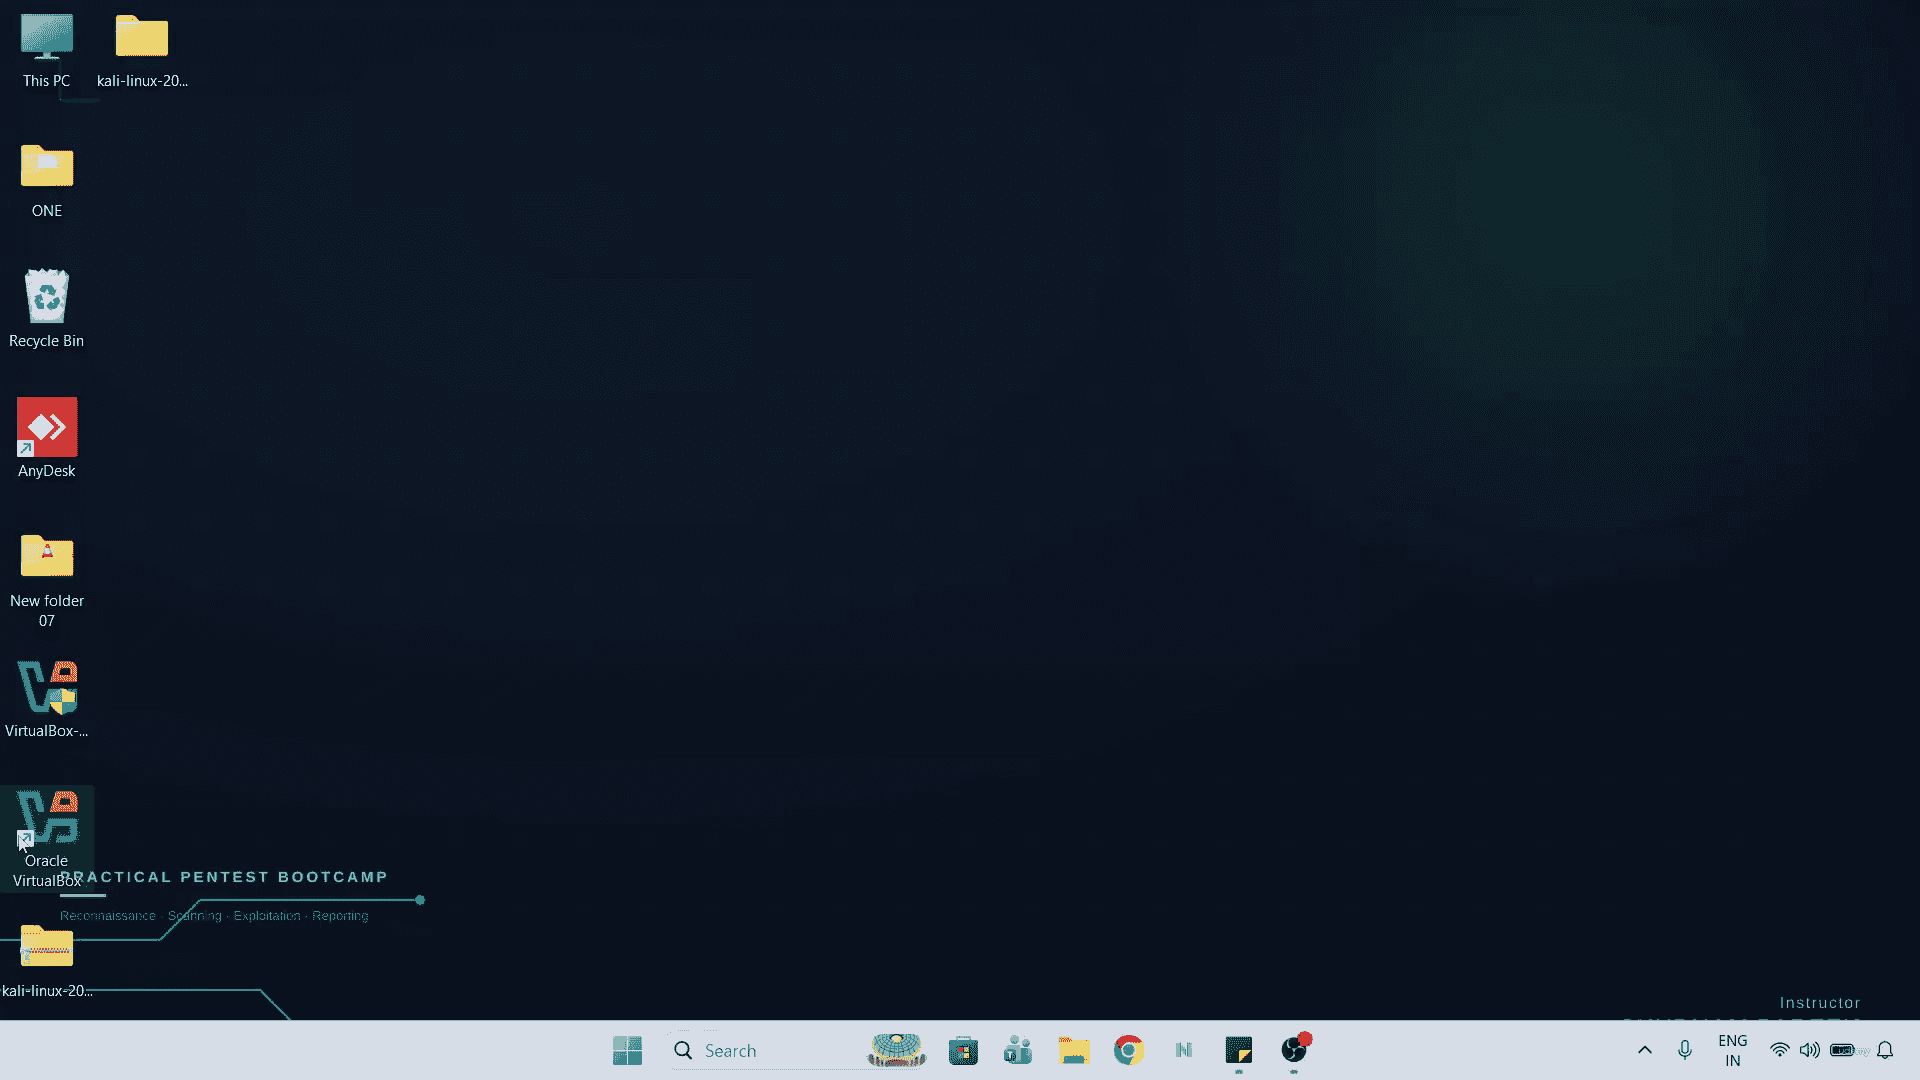 This PC
kali-linux-20...
ONE
Recycle Bin
AnyDesk
New folder
07
VirtualBox-...
Oracle
VirtualBox
PRACTICAL PENTEST BOOTCAMP
Reconnaissance · Scanning · Exploitation · Reporting
kali-linux-20...
Instructor
Search
ENG
IN